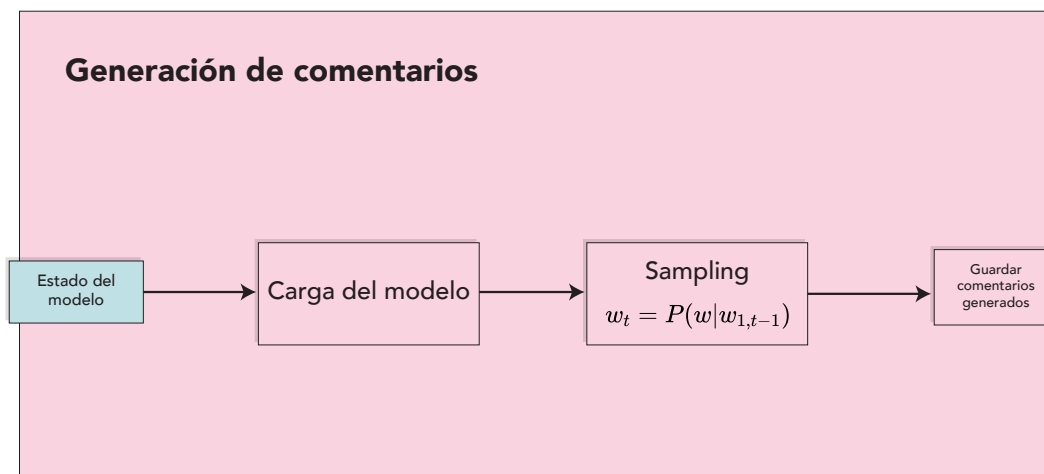 Generación de comentarios
Estado del
modelo
Carga del modelo
Sampling
w_t = P(w|w_{1,t-1})
Guardar
comentarios
generados